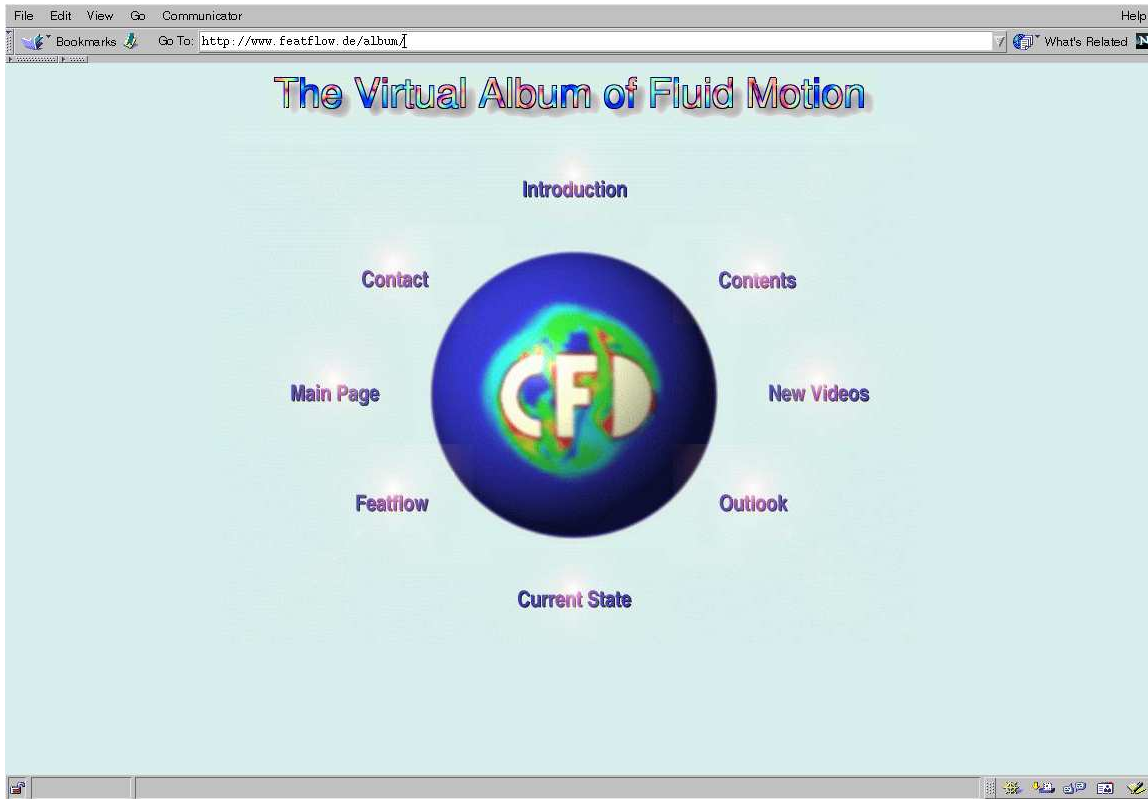 File Edit View Go Communicator Help
Bookmarks Go To: http://www.featflow.de/album/ What's Related N
The Virtual Album of Fluid Motion
Introduction
Contact Contents
CFD
Main Page New Videos
Featflow Outlook
Current State